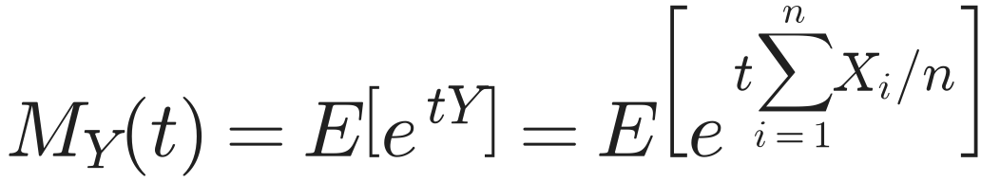 M_Y(t) = E[e^{tY}] = E[e^{t \sum_{i=1}^{n} X_i/n}]